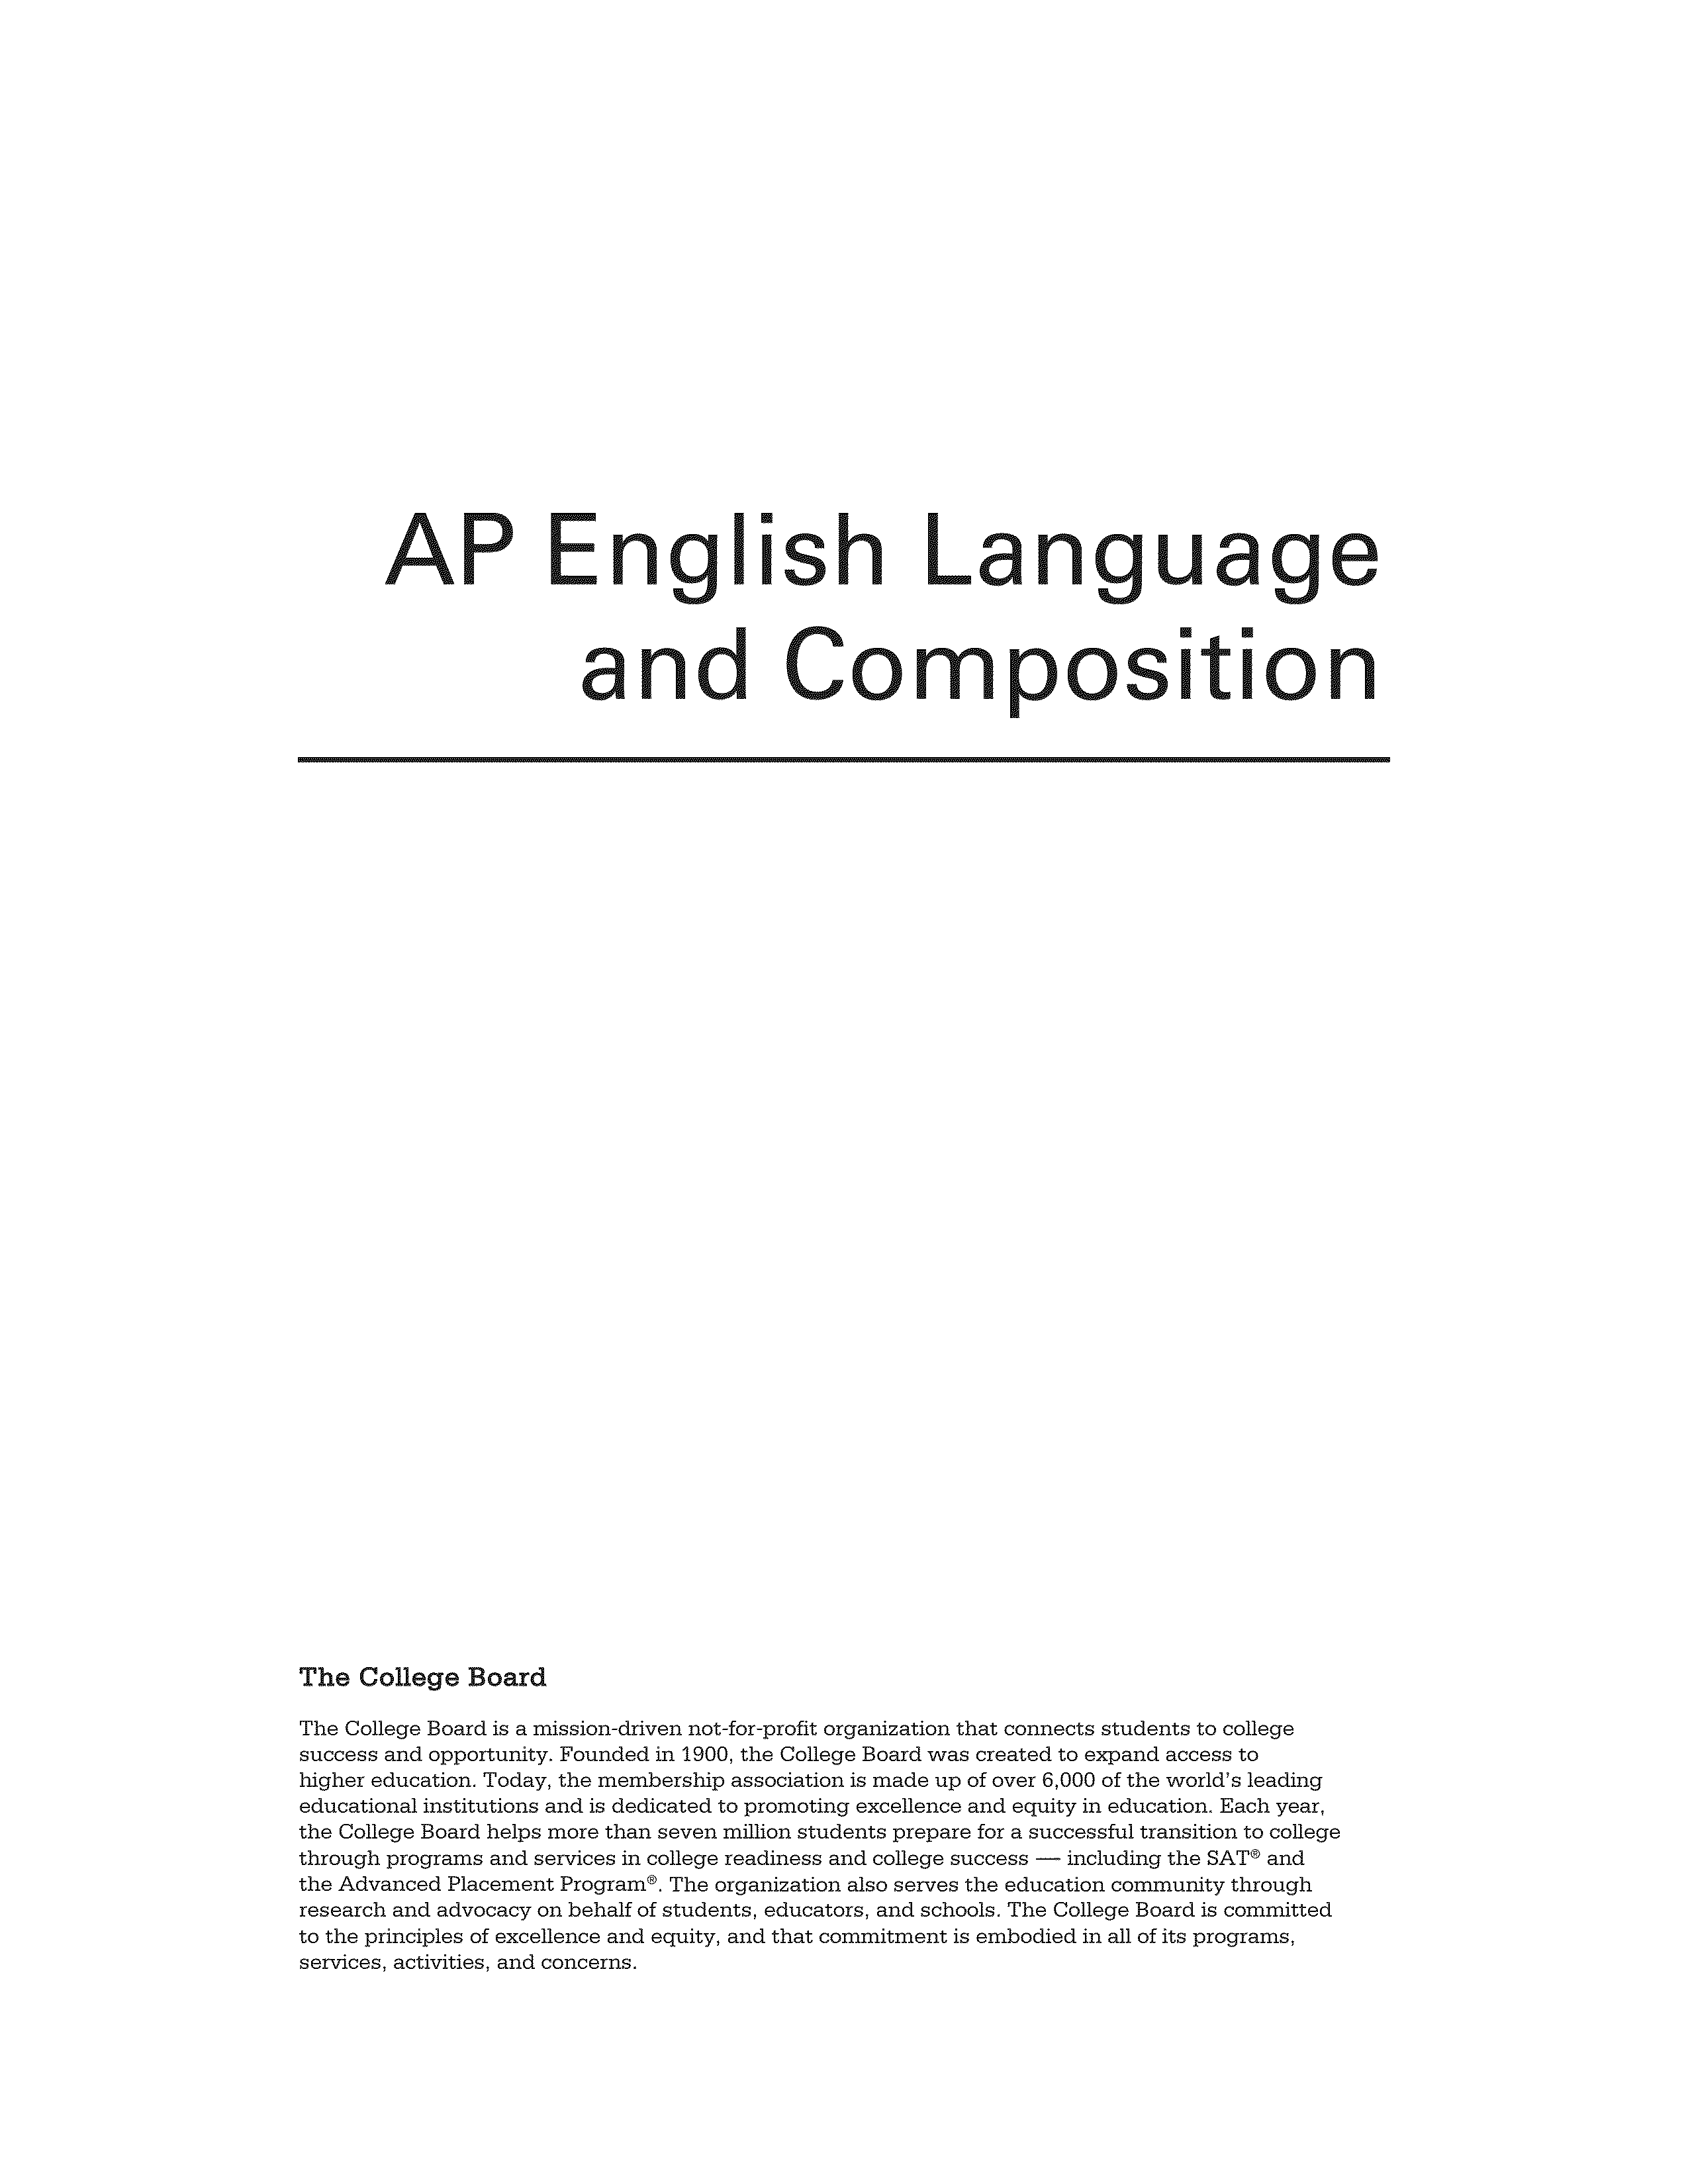 AP English Language
and Composition
The College Board
The College Board is a mission-driven not-for-profit organization that connects students to college
success and opportunity. Founded in 1900, the College Board was created to expand access to
higher education. Today, the membership association is made up of over 6,000 of the world’s leading
educational institutions and is dedicated to promoting excellence and equity in education. Each year,
the College Board helps more than seven million students prepare for a successful transition to college
through programs and services in college readiness and college success — including the SAT® and
the Advanced Placement Program®. The organization also serves the education community through
research and advocacy on behalf of students, educators, and schools. The College Board is committed
to the principles of excellence and equity, and that commitment is embodied in all of its programs,
services, activities, and concerns.